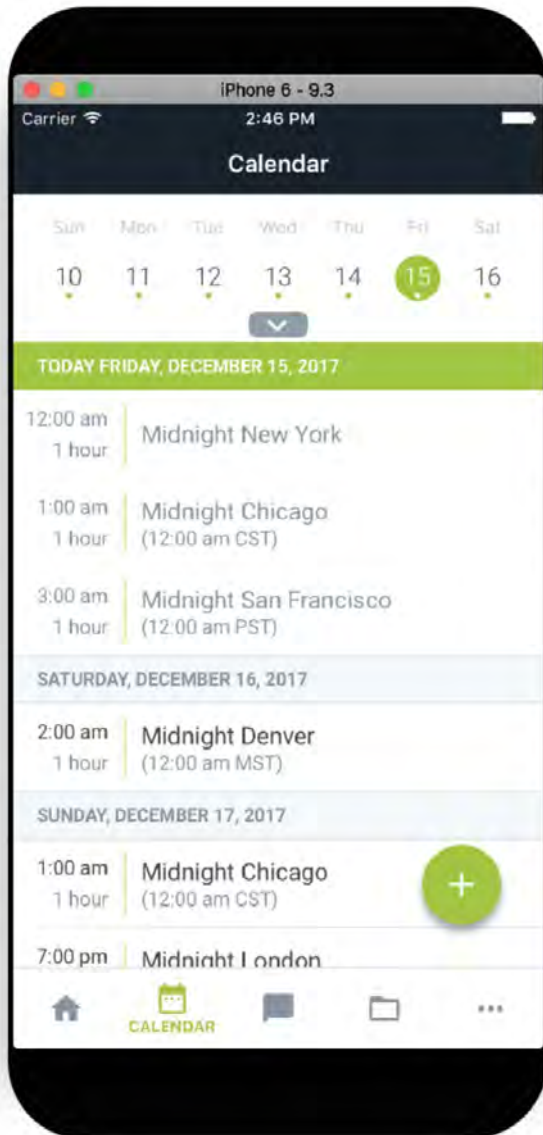 iPhone 6 - 9.3
Carrier 2:46 PM
Calendar
Sun Mon Tue Wed Thu Fri Sat
10 11 12 13 14 15 16
TODAY FRIDAY, DECEMBER 15, 2017
12:00 am
1 hour
Midnight New York
1:00 am
1 hour
Midnight Chicago
(12:00 am CST)
3:00 am
1 hour
Midnight San Francisco
(12:00 am PST)
SATURDAY, DECEMBER 16, 2017
2:00 am
1 hour
Midnight Denver
(12:00 am MST)
SUNDAY, DECEMBER 17, 2017
1:00 am
1 hour
Midnight Chicago
(12:00 am CST)
+
7:00 pm
Midnight London
CALENDAR